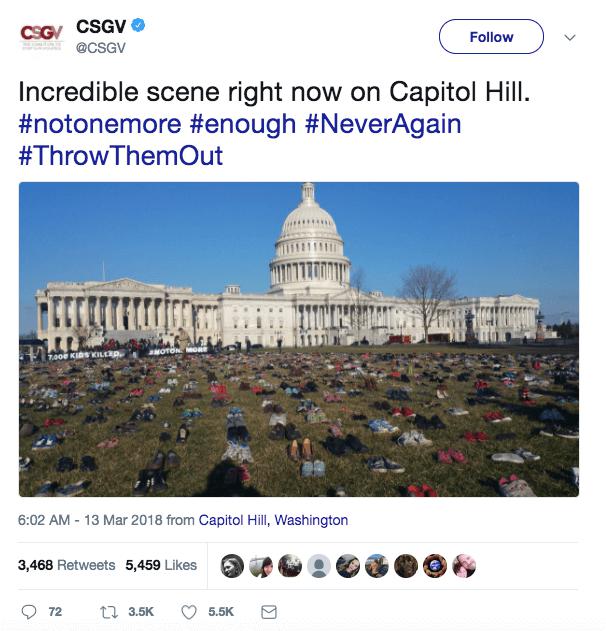 CSGV
CSGV
@CSGV
Follow
Incredible scene right now on Capitol Hill.
#notonemore #enough #NeverAgain
#ThrowThemOut
7,000 KIDS KILLED.
#NOTONE MORE
6:02 AM - 13 Mar 2018 from Capitol Hill, Washington
3,468 Retweets 5,459 Likes
72 3.5K 5.5K